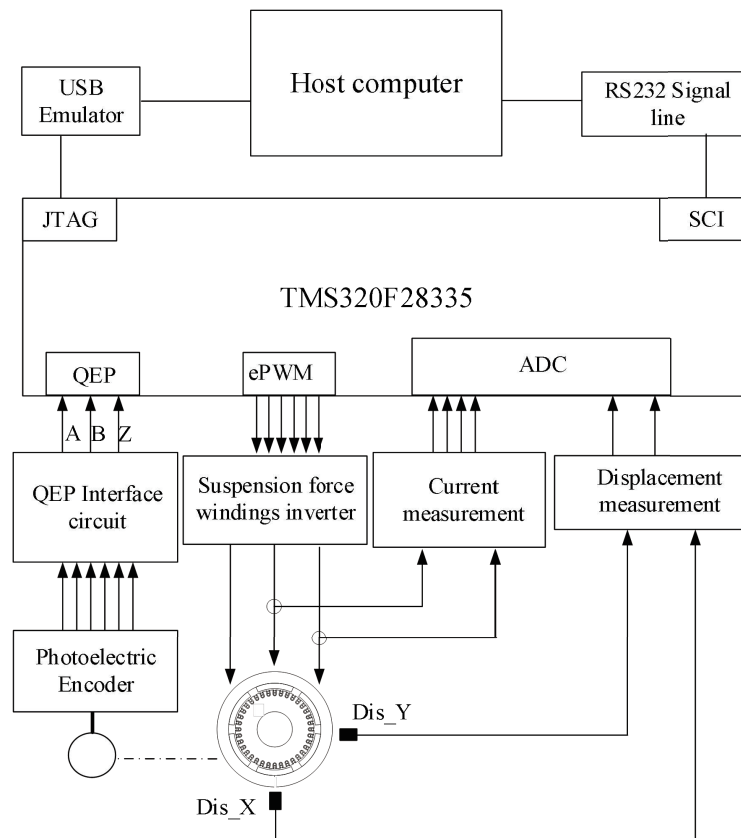 Host computer
USB
Emulator
RS232 Signal
line
JTAG
SCI
TMS320F28335
QEP
ePWM
ADC
A
B
Z
QEP Interface
circuit
Suspension force
windings inverter
Current
measurement
Displacement
measurement
Photoelectric
Encoder
Dis_Y
Dis_X